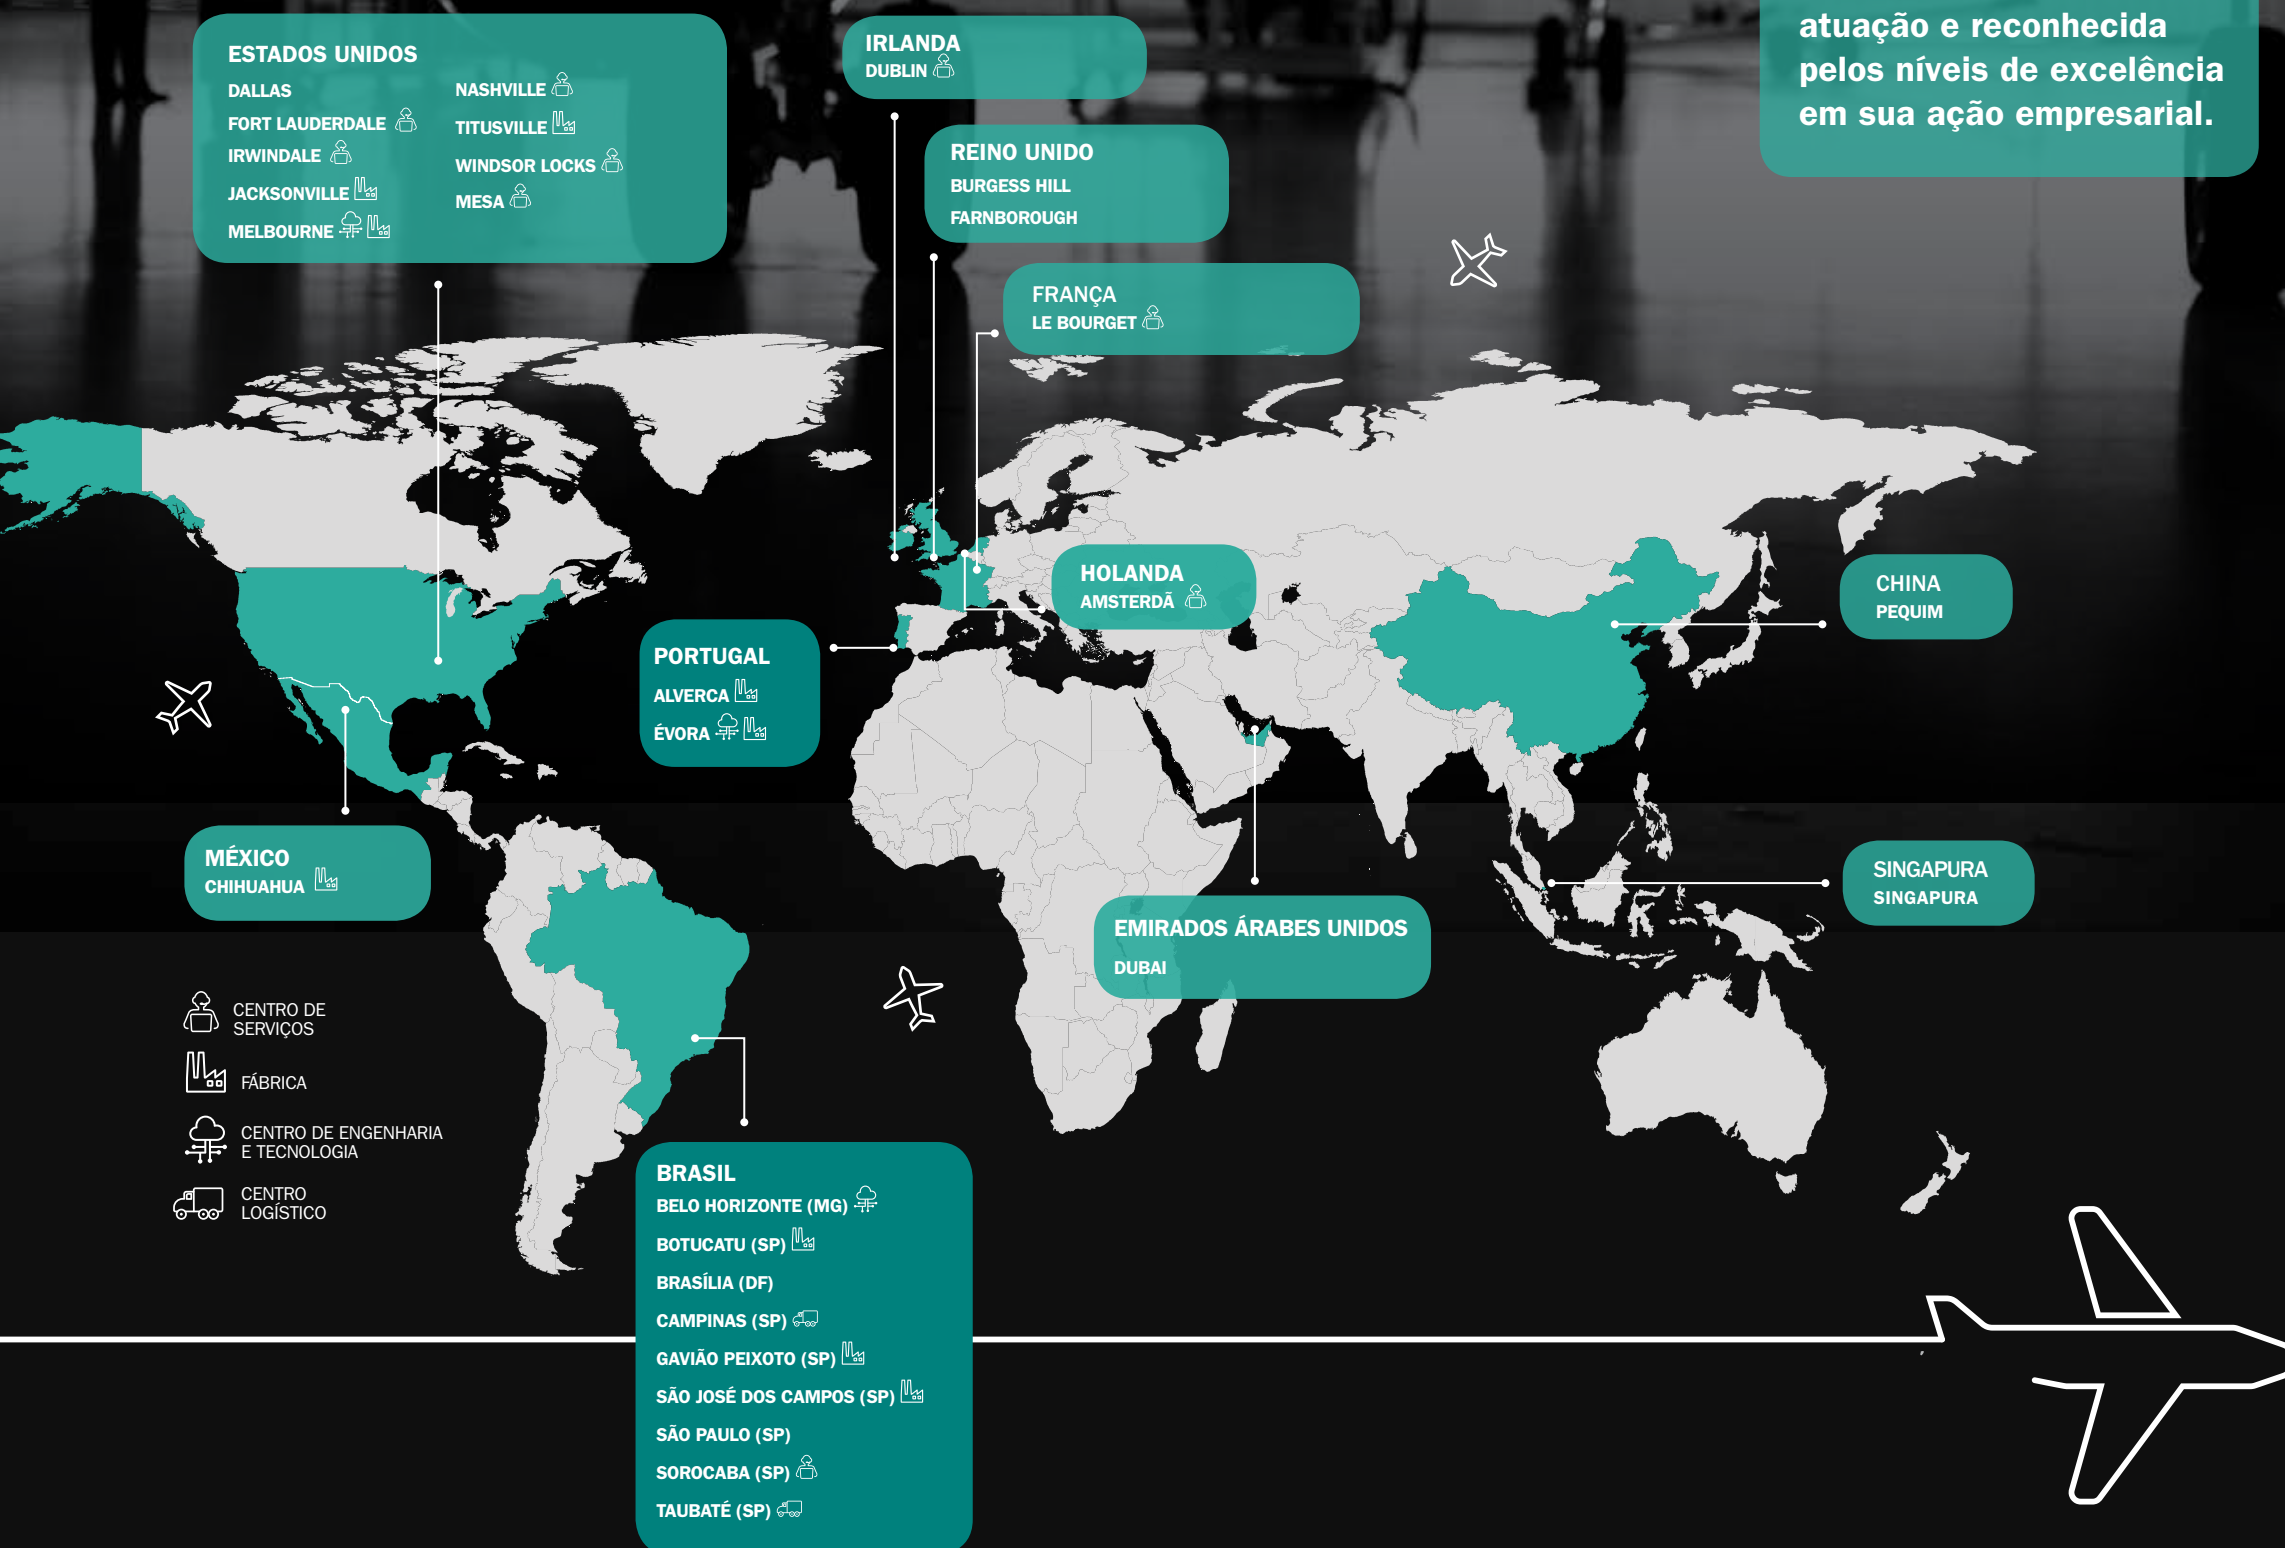 atuação e reconhecida
pelos níveis de excelência
em sua ação empresarial.
ESTADOS UNIDOS
DALLAS
FORT LAUDERDALE
IRWINDALE
JACKSONVILLE
MELBOURNE
NASHVILLE
TITUSVILLE
WINDSOR LOCKS
MESA
IRLANDA
DUBLIN
REINO UNIDO
BURGESS HILL
FARNBOROUGH
FRANÇA
LE BOURGET
HOLANDA
AMSTERDÃ
CHINA
PEQUIM
PORTUGAL
ALVERCA
ÉVORA
MÉXICO
CHIHUAHUA
SINGAPURA
SINGAPURA
EMIRADOS ÁRABES UNIDOS
DUBAI
CENTRO DE
SERVIÇOS
FÁBRICA
CENTRO DE ENGENHARIA
E TECNOLOGIA
CENTRO
LOGÍSTICO
BRASIL
BELO HORIZONTE (MG)
BOTUCATU (SP)
BRASÍLIA (DF)
CAMPINAS (SP)
GAVIÃO PEIXOTO (SP)
SÃO JOSÉ DOS CAMPOS (SP)
SÃO PAULO (SP)
SOROCABA (SP)
TAUBATÉ (SP)